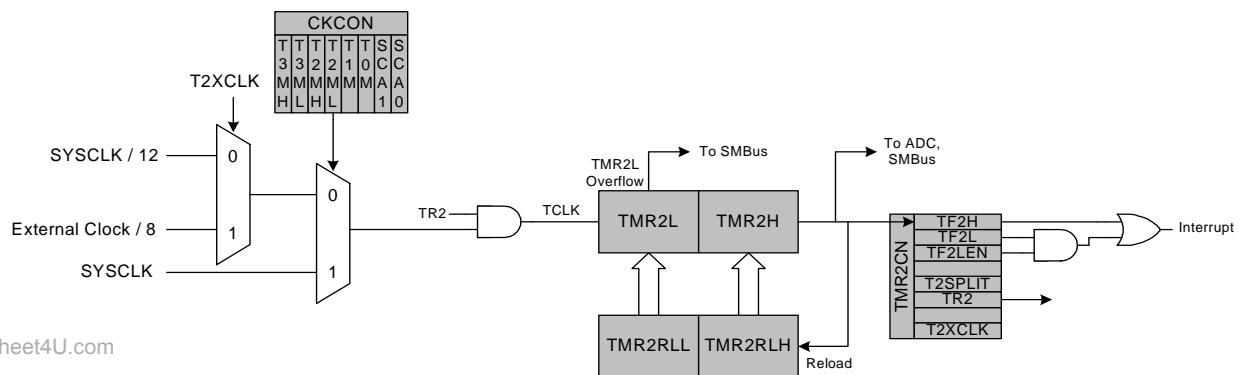 CKCON
T3MH
T3ML
T2MH
T2ML
T1M
T0M
SCA1
SCA0
T2XCLK
SYSCLK / 12
0
External Clock / 8
1
SYSCLK
0
1
TR2
TCLK
TMR2L
Overflow
To SMBus
To ADC,
SMBus
TMR2L
TMR2H
TMR2RLL
TMR2RLH
Reload
TMR2CN
TF2H
TF2L
TF2LEN
T2SPLIT
TR2
T2XCLK
Interrupt
heet4U.com